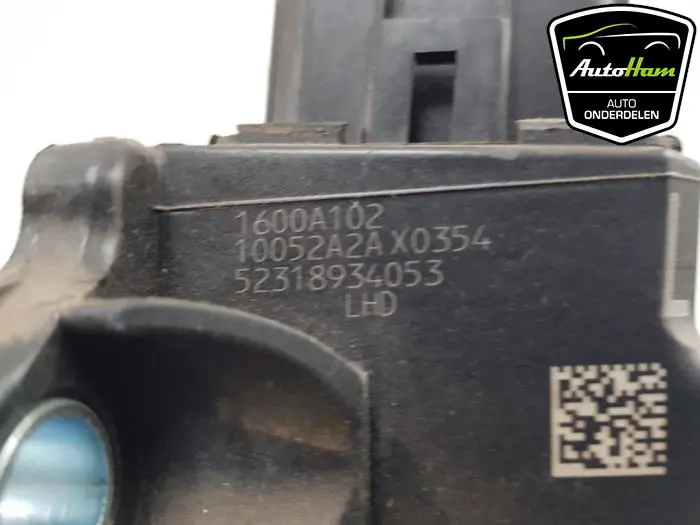 AutoHam
AUTO
ONDERDELEN
1600A102
10052A2A X0354
52318934053
LHD